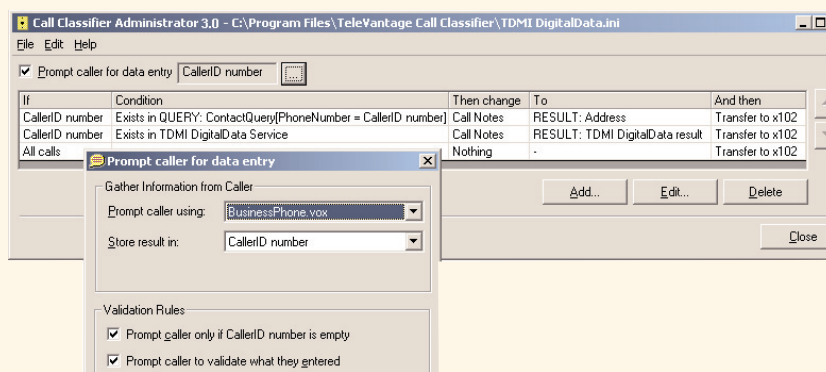 Call Classifier Administrator 3.0 - C:\Program Files\TeleVantage Call Classifier\TDMI DigitalData.ini
File Edit Help
Prompt caller for data entry CallerID number ...
If Condition Then change To And then
CallerID number Exists in QUERY: ContactQuery[PhoneNumber = CallerID number] Call Notes RESULT: Address Transfer to x102
CallerID number Exists in TDMI DigitalData Service Call Notes RESULT: TDMI DigitalData result Transfer to x102
All calls Nothing - Transfer to x102
Prompt caller for data entry
Add... Edit... Delete
Gather Information from Caller
Prompt caller using: BusinessPhone.vox
Store result in: CallerID number
Close
Validation Rules
Prompt caller only if CallerID number is empty
Prompt caller to validate what they entered